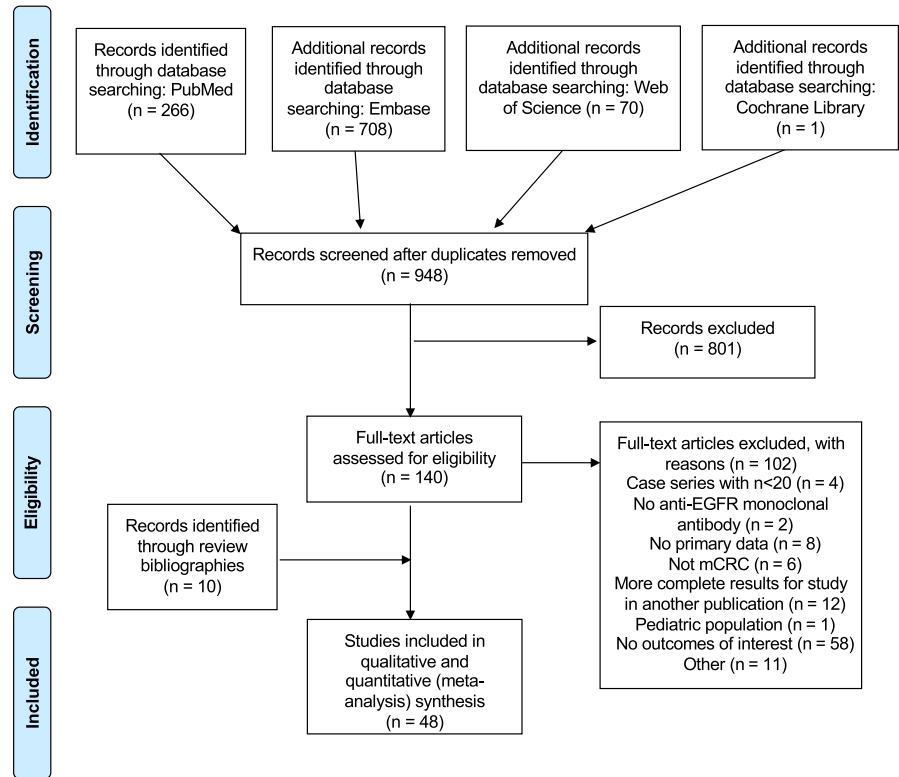 Identification
Records identified
through database
searching: PubMed
(n = 266)
Additional records
identified through
database
searching: Embase
(n = 708)
Additional records
identified through
database searching: Web
of Science (n = 70)
Additional records
identified through
database searching:
Cochrane Library
(n = 1)
Screening
Records screened after duplicates removed
(n = 948)
Records excluded
(n = 801)
Eligibility
Full-text articles
assessed for eligibility
(n = 140)
Full-text articles excluded, with
reasons (n = 102)
Case series with n<20 (n = 4)
No anti-EGFR monoclonal
antibody (n = 2)
No primary data (n = 8)
Not mCRC (n = 6)
More complete results for study
in another publication (n = 12)
Pediatric population (n = 1)
No outcomes of interest (n = 58)
Other (n = 11)
Records identified
through review
bibliographies
(n = 10)
Included
Studies included in
qualitative and
quantitative (meta-
analysis) synthesis
(n = 48)